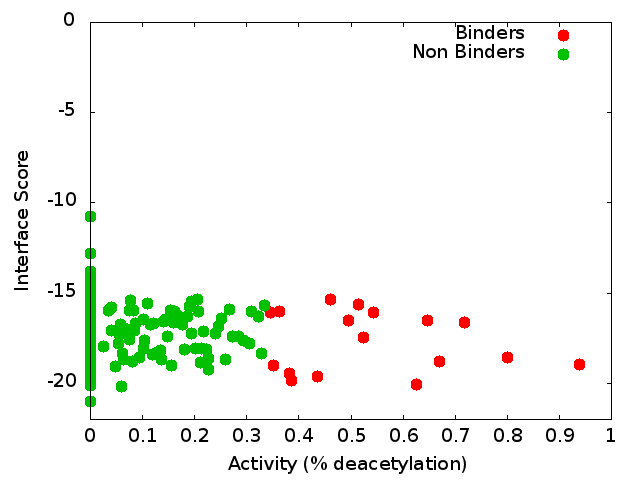 0
Binders
Non Binders
-5
-10
-15
-20
Interface Score
0 0.1 0.2 0.3 0.4 0.5 0.6 0.7 0.8 0.9 1
Activity (% deacetylation)